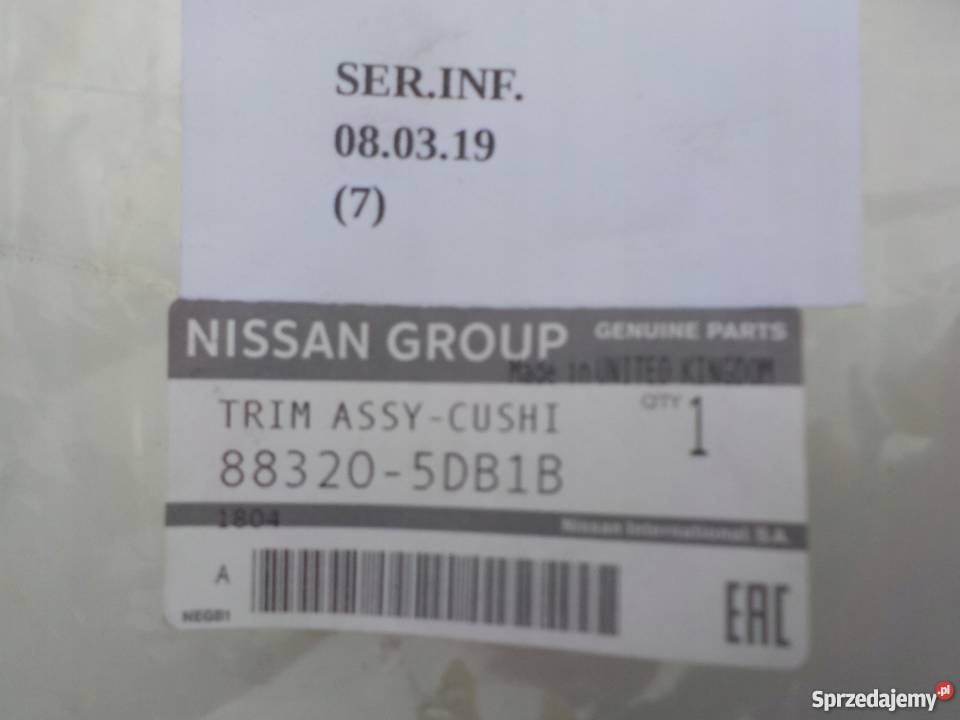 SER.INF.
08.03.19
(7)
NISSAN GROUP GENUINE PARTS
Made in UNITED KINGDOM
TRIM ASSY-CUSHI QTY 1
88320-5DB1B
1804 Nissan International S.A.
A
NEGB1
EAC
Sprzedajemy.pl